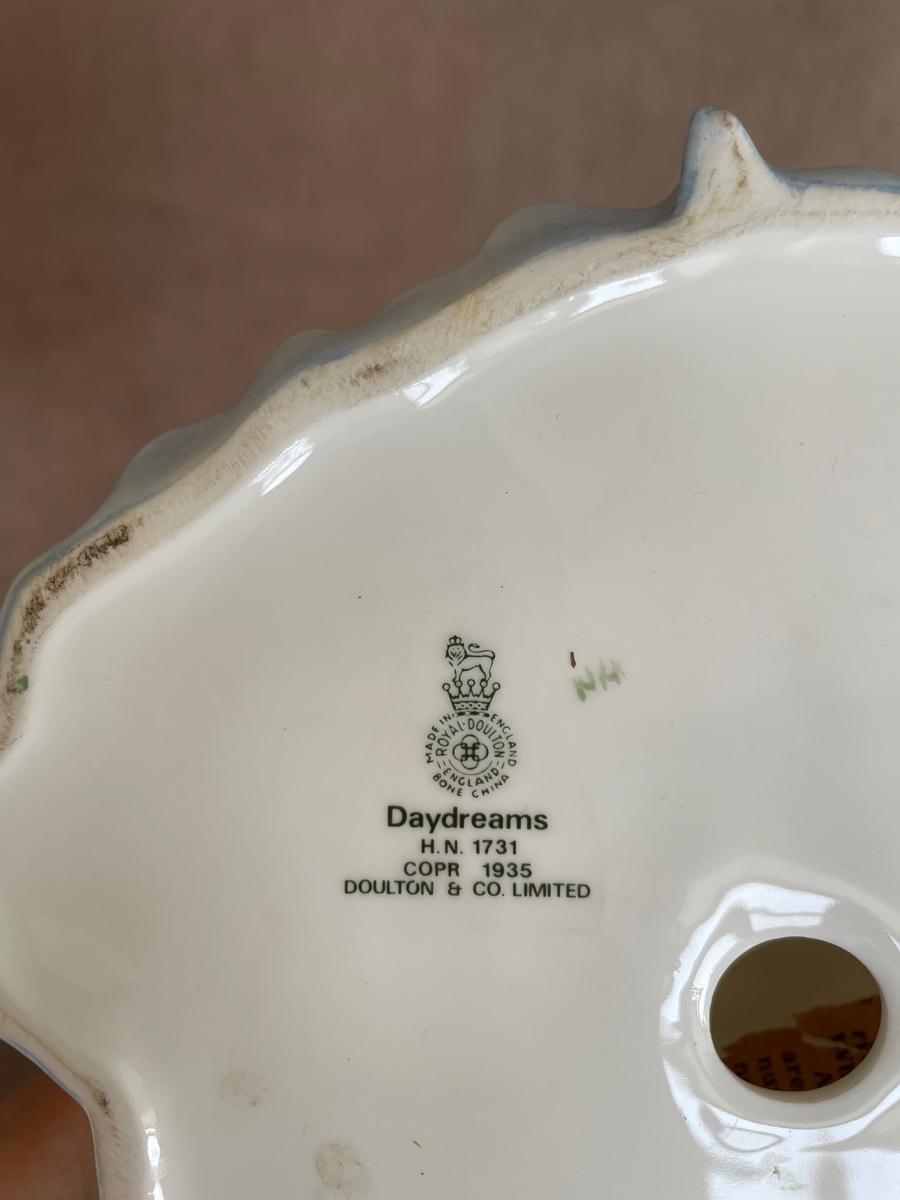 MADE IN ENGLAND
ROYAL·DOULTON
ENGLAND
BONE CHINA
Daydreams
H.N. 1731
COPR 1935
DOULTON & CO. LIMITED